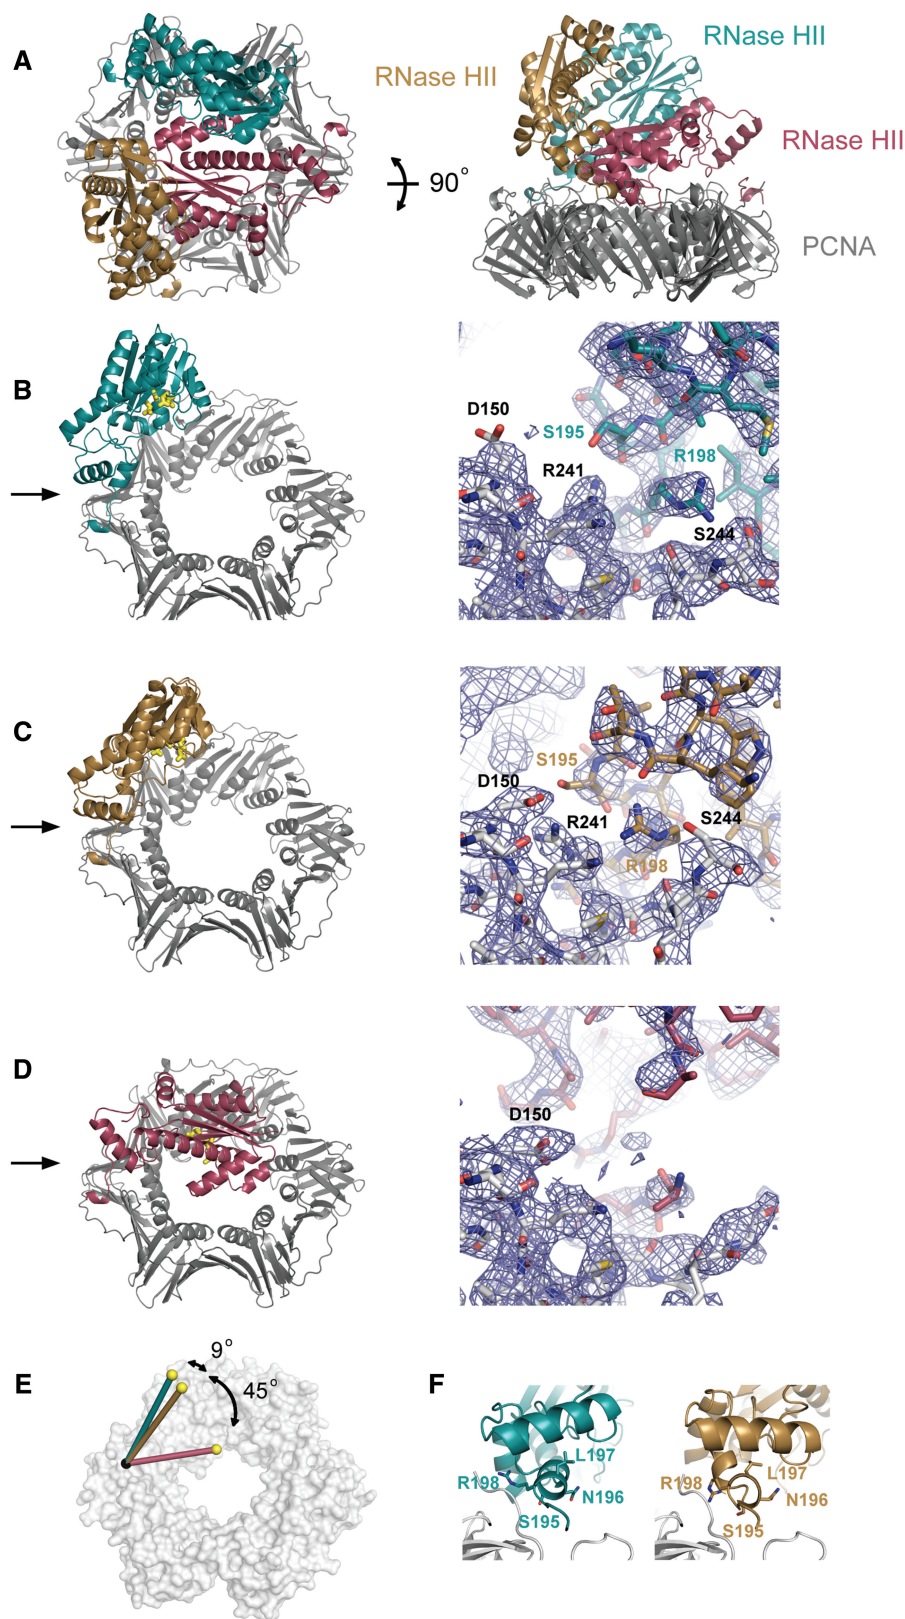 A
RNase HII
RNase HII
RNase HII
90°
PCNA
B
D150
S195
R241
R198
S244
C
S195
D150
R241
S244
R198
D
D150
E
9°
45°
F
R198
L197
N196
S195
R198
L197
N196
S195